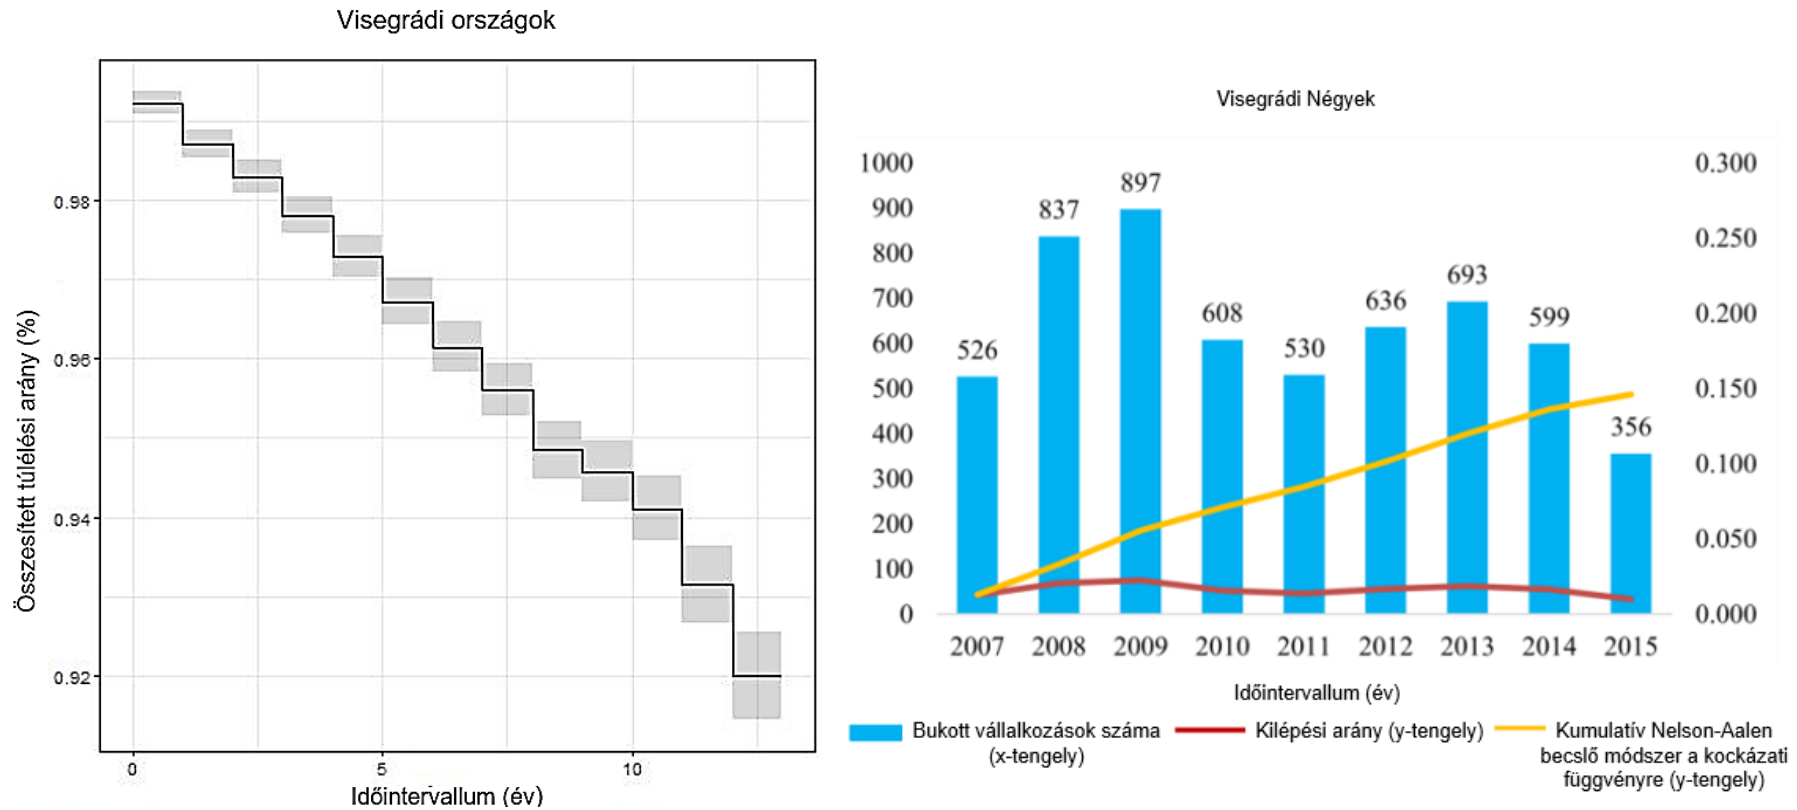 Visegrádi országok
Összesített túlélési arány (%)
0.98
0.96
0.94
0.92
0
5
10
Időintervallum (év)
Visegrádi Négyek
1000
900
800
700
600
500
400
300
200
100
0
526
837
897
608
530
636
693
599
356
0.300
0.250
0.200
0.150
0.100
0.050
0.000
2007 2008 2009 2010 2011 2012 2013 2014 2015
Időintervallum (év)
Bukott vállalkozások száma
(x-tengely)
Kilépési arány (y-tengely)
Kumulatív Nelson-Aalen
becslő módszer a kockázati
függvényre (y-tengely)